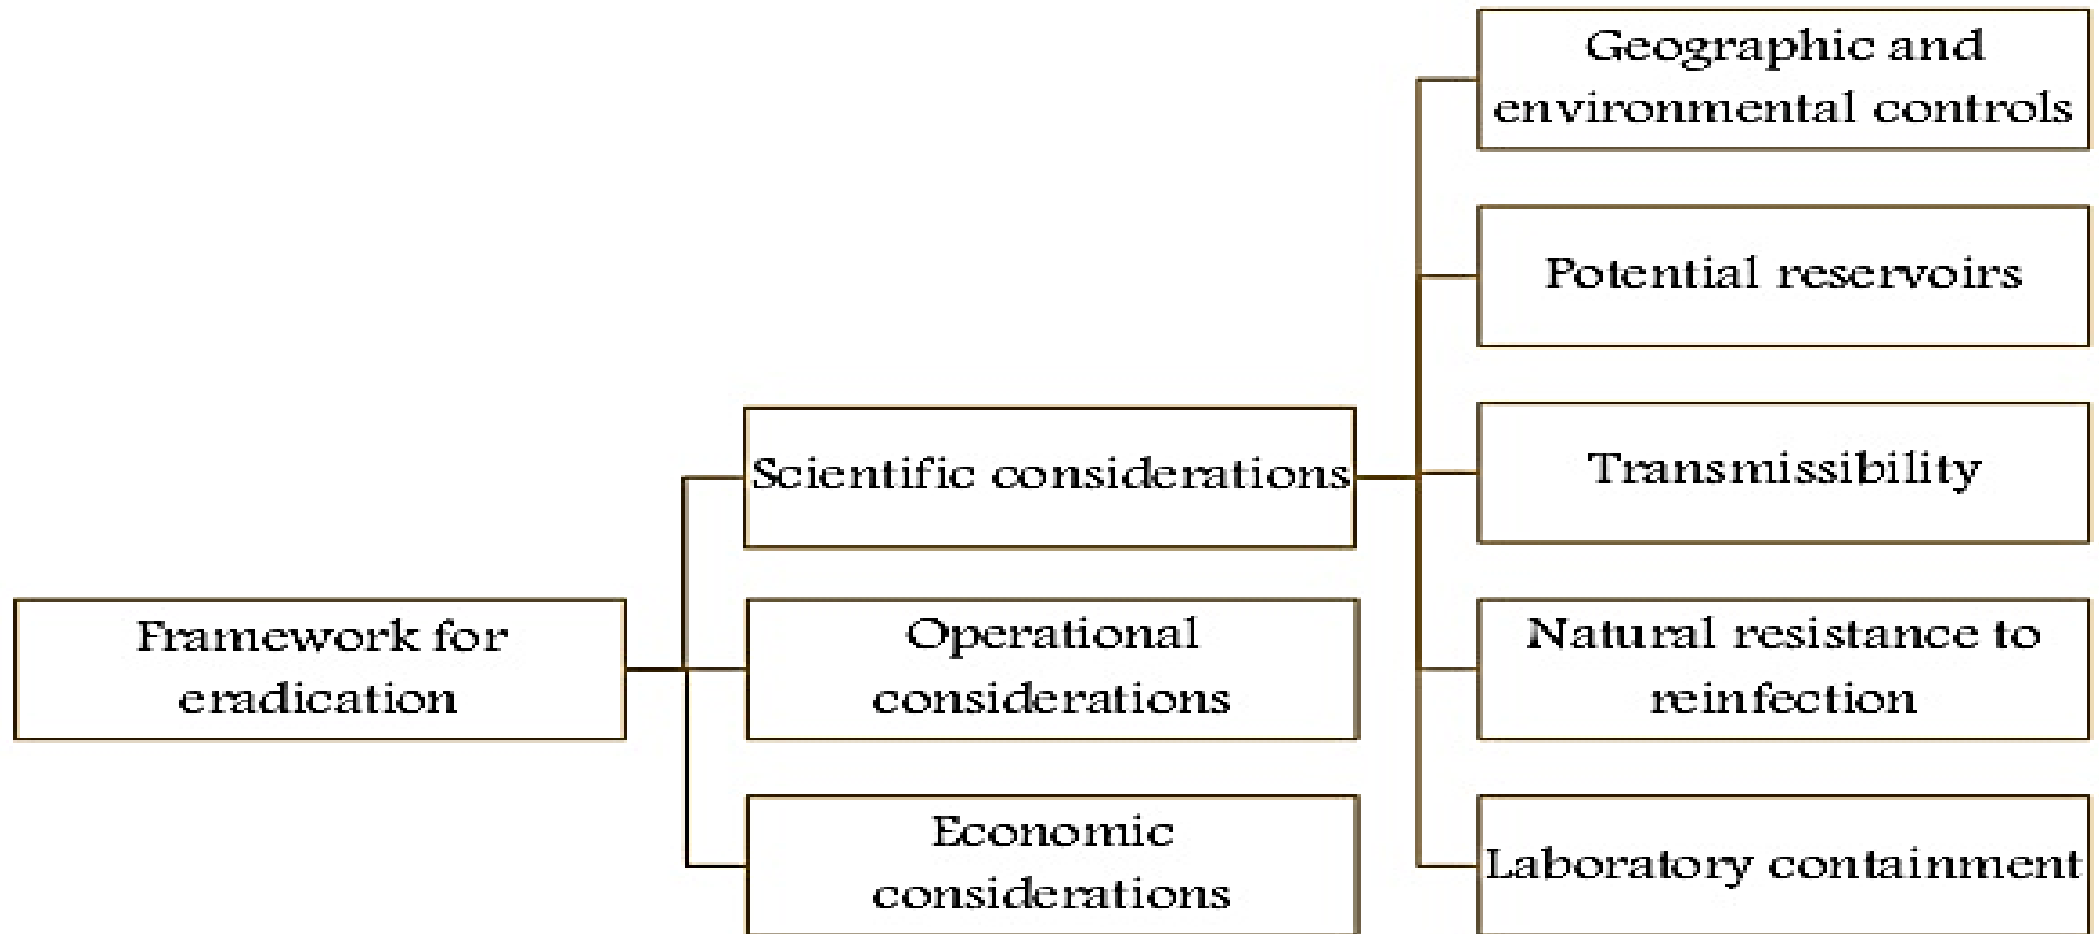 Framework for
eradication
Scientific considerations
Operational
considerations
Economic
considerations
Geographic and
environmental controls
Potential reservoirs
Transmissibility
Natural resistance to
reinfection
Laboratory containment